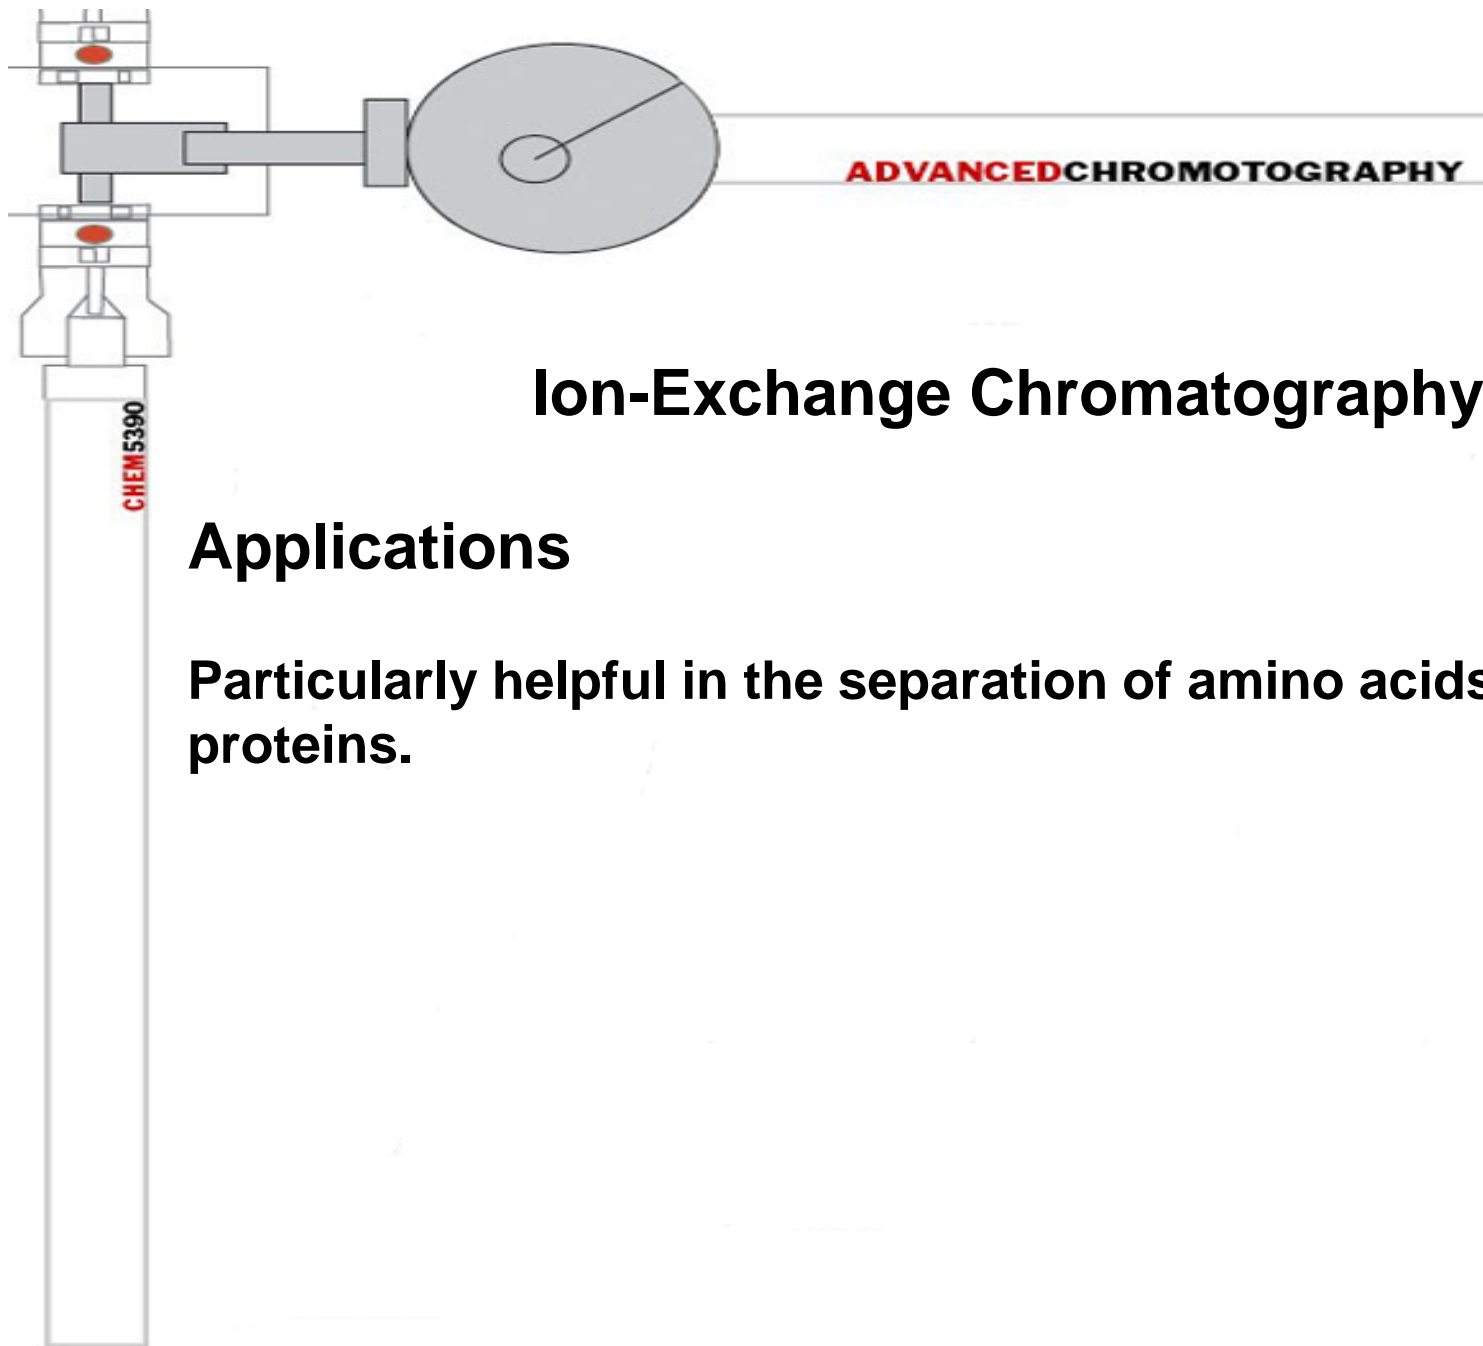 ADVANCEDCHROMOTOGRAPHY
Ion-Exchange Chromatography
CHEM5390
Applications
Particularly helpful in the separation of amino acids
proteins.